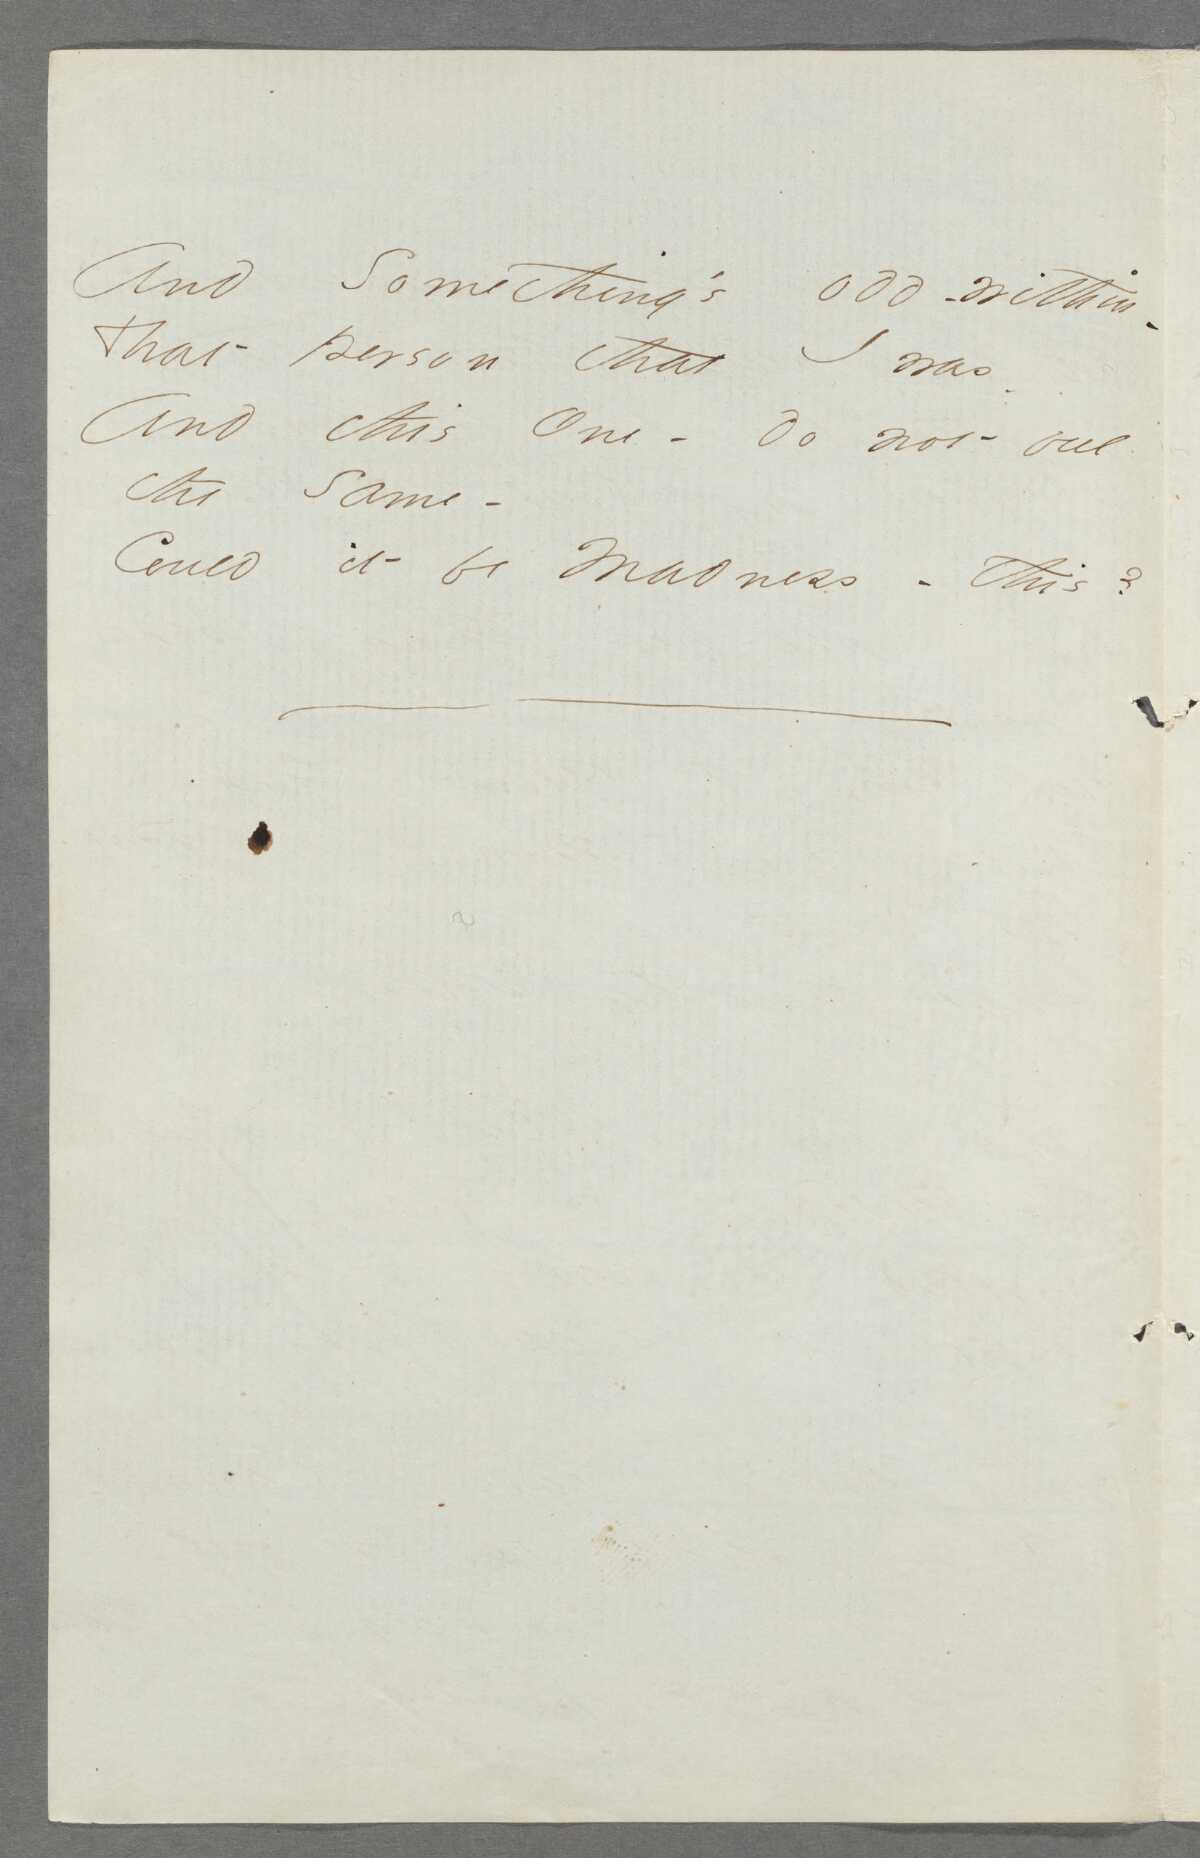 And Something's odd - within -
That person that I was -
And this One - do not feel
the same -
Could it be Madness - this?